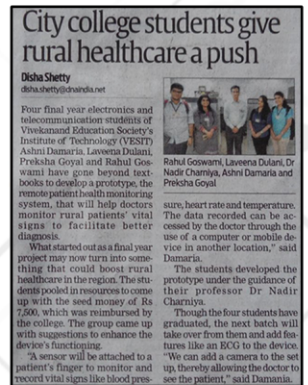 City college students give
rural healthcare a push
Disha Shetty
disha.shetty@dnaindia.net
Four final year electronics and
telecommunication students of
Vivekanand Education Society's
Institute of Technology (VESIT)
Ashni Damaria, Laveena Dulani,
Preksha Goyal and Rahul Gos-
wami have gone beyond text-
books to develop a prototype, the
remote patient health monitoring
system, that will help doctors
monitor rural patients' vital
signs to facilitate better
diagnosis.
What started out as a final year
project may now turn into some-
thing that could boost rural
healthcare in the region. The stu-
dents pooled in resources to come
up with the seed money of Rs
7,500, which was reimbursed by
the college. The group came up
with suggestions to enhance the
device's functioning.
"A sensor will be attached to a
patient's finger to monitor and
record vital signs like blood pres-
Rahul Goswami, Laveena Dulani, Dr
Nadir Charniya, Ashni Damaria and
Preksha Goyal
sure, heart rate and temperature.
The data recorded can be ac-
cessed by the doctor through the
use of a computer or mobile de-
vice in another location," said
Damaria.
The students developed the
prototype under the guidance of
their professor Dr Nadir
Charniya.
Though the four students have
graduated, the next batch will
take over from them and add fea-
tures like an ECG to the device.
"We can add a camera to the set
up, thereby allowing the doctor to
see the patient," said Damaria.